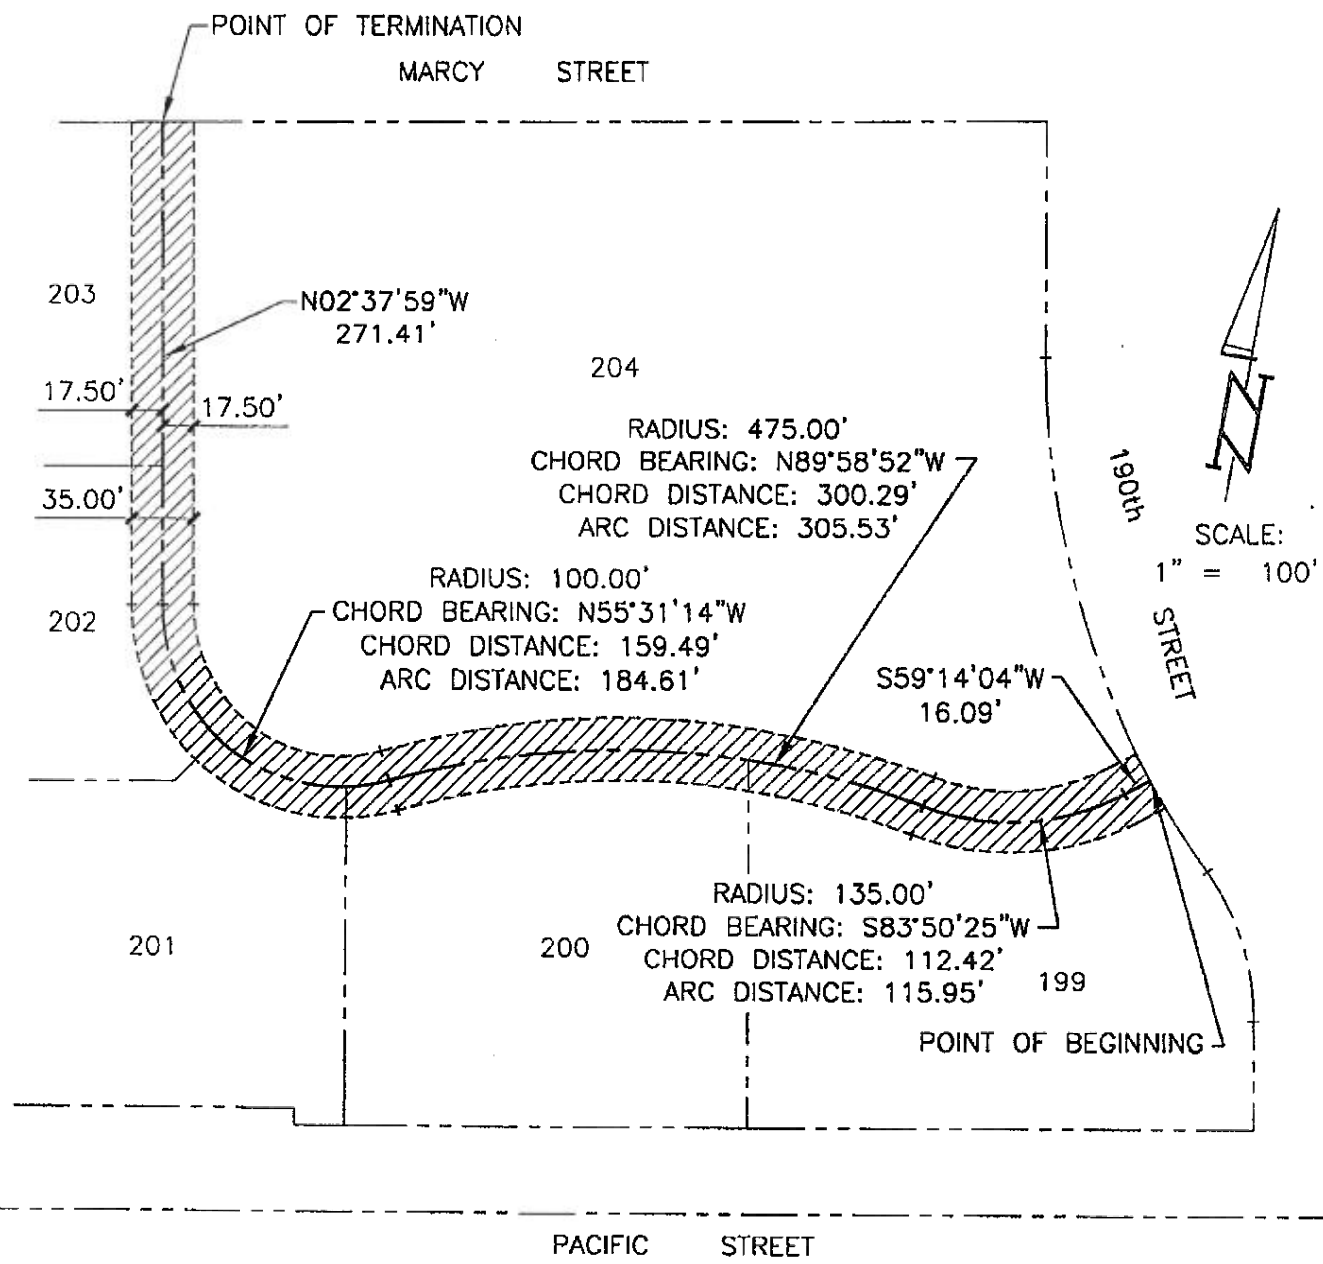 POINT OF TERMINATION
MARCY STREET
203
N02°37'59"W
271.41'
204
17.50'
17.50'
RADIUS: 475.00'
CHORD BEARING: N89°58'52"W
CHORD DISTANCE: 300.29'
ARC DISTANCE: 305.53'
190th STREET
N
SCALE:
1" = 100'
35.00'
202
RADIUS: 100.00'
CHORD BEARING: N55°31'14"W
CHORD DISTANCE: 159.49'
ARC DISTANCE: 184.61'
S59°14'04"W
16.09'
201
200
RADIUS: 135.00'
CHORD BEARING: S83°50'25"W
CHORD DISTANCE: 112.42'
ARC DISTANCE: 115.95'
199
POINT OF BEGINNING
PACIFIC STREET